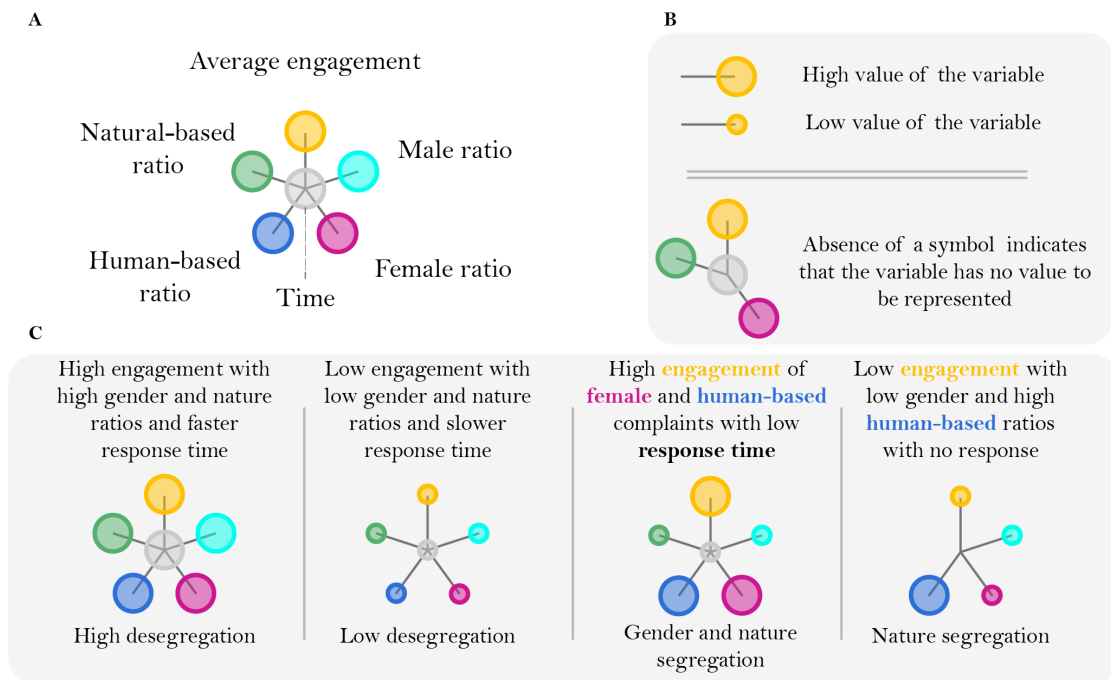 A
Average engagement
Natural-based
ratio
Male ratio
Human-based
ratio
Female ratio
Time
B
High value of the variable
Low value of the variable
Absence of a symbol indicates
that the variable has no value to
be represented
C
High engagement with
high gender and nature
ratios and faster
response time
High desegregation
Low engagement with
low gender and nature
ratios and slower
response time
Low desegregation
High engagement of
female and human-based
complaints with low
response time
Gender and nature
segregation
Low engagement with
low gender and high
human-based ratios
with no response
Nature segregation